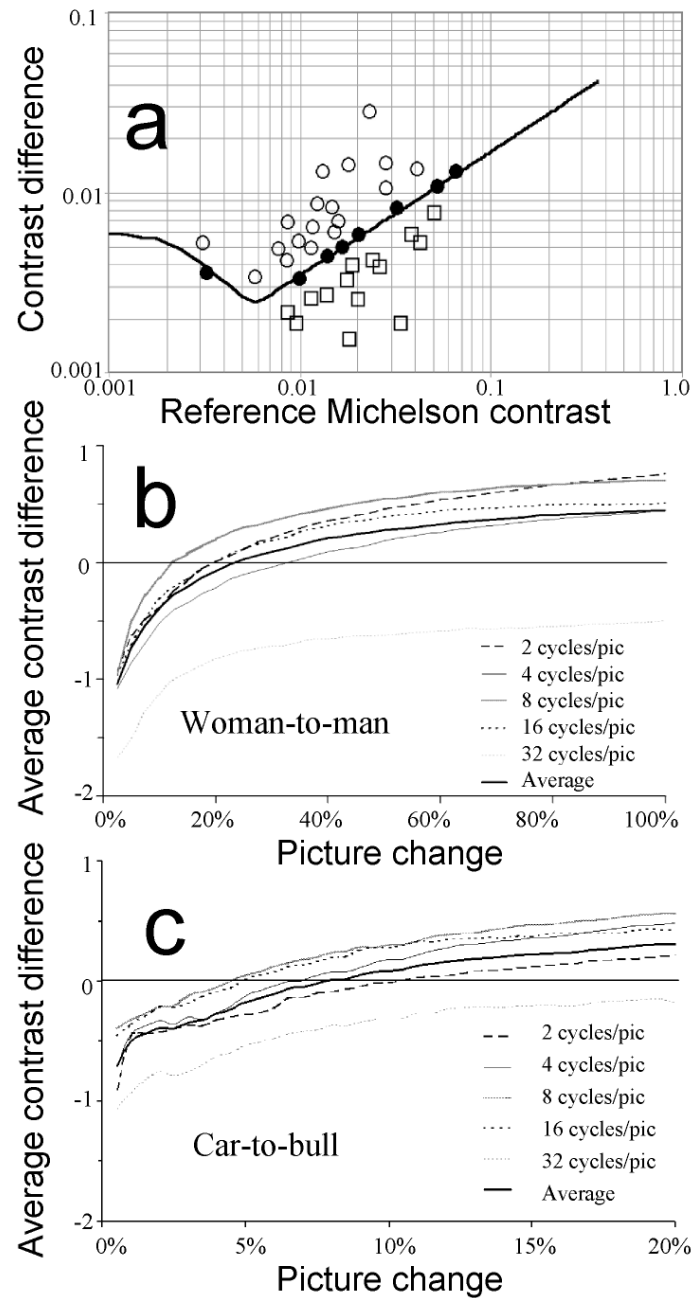 a
Contrast difference
0.1
0.01
0.001
0.001 0.01 0.1 1.0
Reference Michelson contrast
b
Average contrast difference
1
0
-1
-2
2 cycles/pic
4 cycles/pic
8 cycles/pic
16 cycles/pic
32 cycles/pic
Average
Woman-to-man
0% 20% 40% 60% 80% 100%
Picture change
c
Average contrast difference
1
0
-1
-2
2 cycles/pic
4 cycles/pic
8 cycles/pic
16 cycles/pic
32 cycles/pic
Average
Car-to-bull
0% 5% 10% 15% 20%
Picture change